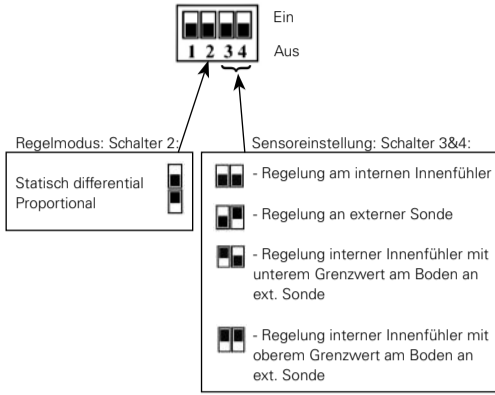 Ein
Aus
1 2 3 4
Regelmodus: Schalter 2:
Statisch differential
Proportional
Sensoreinstellung: Schalter 3&4:
- Regelung am internen Innenfühler
- Regelung an externer Sonde
- Regelung interner Innenfühler mit
unterem Grenzwert am Boden an
ext. Sonde
- Regelung interner Innenfühler mit
oberem Grenzwert am Boden an
ext. Sonde